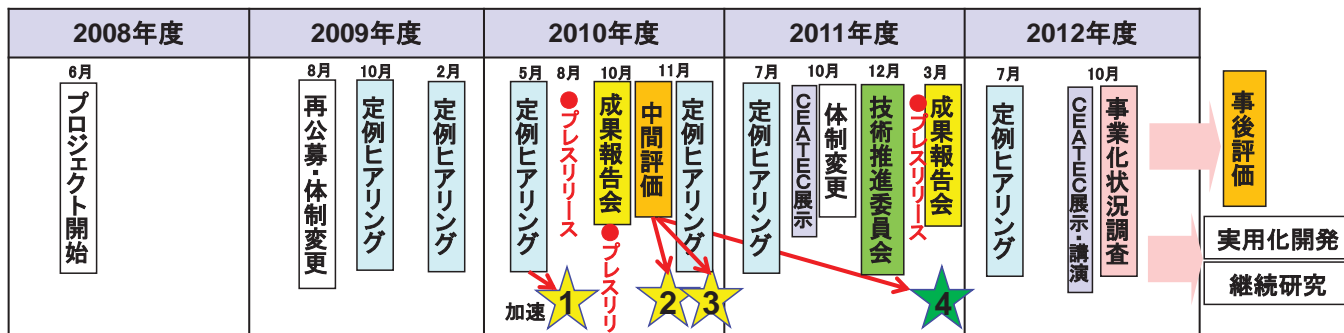 2008年度
2009年度
2010年度
2011年度
2012年度
6月
プロジェクト開始
8月
再公募・体制変更
10月
定例ヒアリング
2月
定例ヒアリング
5月
定例ヒアリング
8月
●プレスリリース
10月
成果報告会
●プレスリリ
中間評価
11月
定例ヒアリング
加速
1
2
3
7月
定例ヒアリング
CEATEC展示
10月
体制変更
12月
技術推進委員会
●プレスリリース
3月
成果報告会
4
7月
定例ヒアリング
CEATEC展示・講演
10月
事業化状況調査
事後評価
実用化開発
継続研究